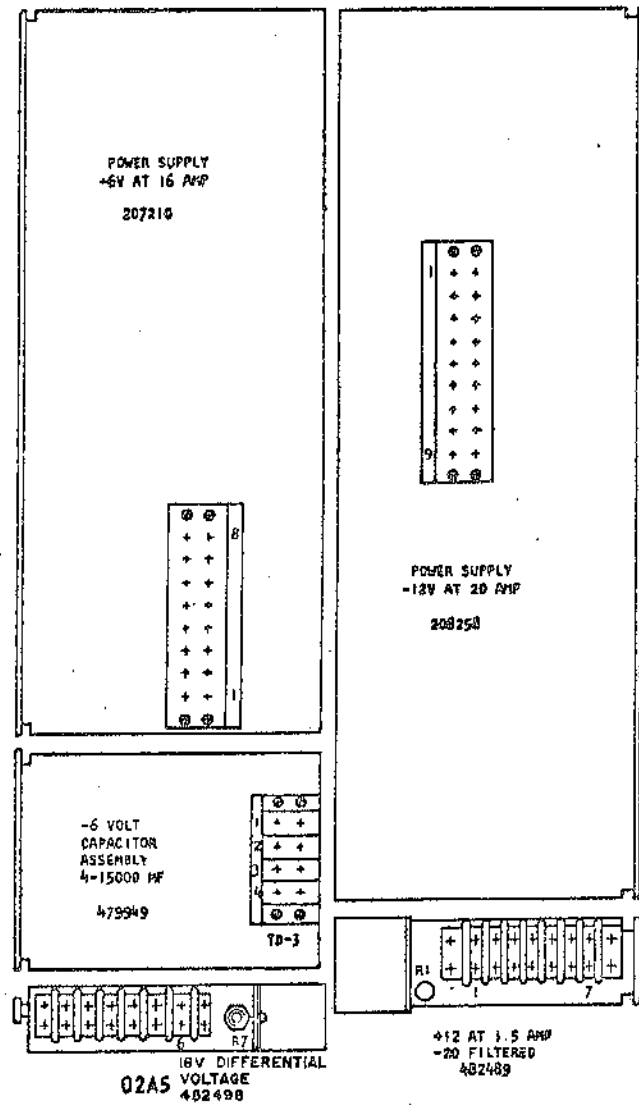 POWER SUPPLY
+6V AT 16 AMP
207210
8
1
1
9
POWER SUPPLY
-12V AT 20 AMP
208258
-6 VOLT
CAPACITOR
ASSEMBLY
4-15000 MF
479949
1
2
3
4
TD-3
6
R7
02A5
18V DIFFERENTIAL
VOLTAGE
482498
R1
1
7
+12 AT 1.5 AMP
-20 FILTERED
482489